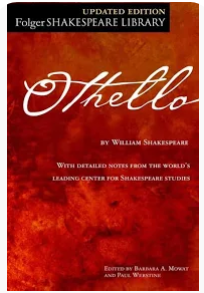 UPDATED EDITION
Folger SHAKESPEARE LIBRARY
Othello
BY WILLIAM SHAKESPEARE
WITH DETAILED NOTES FROM THE WORLD'S
LEADING CENTER FOR SHAKESPEARE STUDIES
EDITED BY BARBARA A. MOWAT
AND PAUL WERSTINE